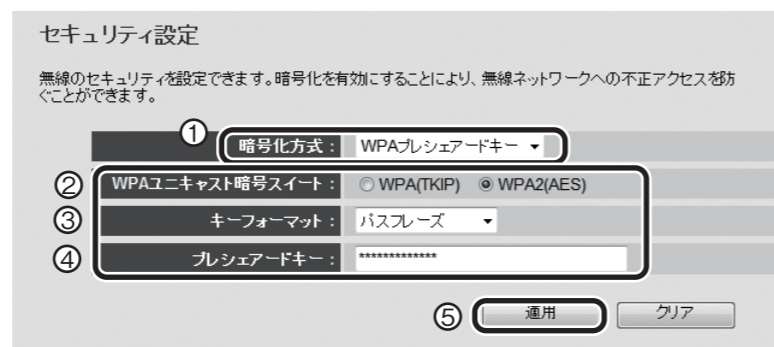 セキュリティ設定
無線のセキュリティを設定できます。暗号化を有効にすることにより、無線ネットワークへの不正アクセスを防
ぐことができます。
① 暗号化方式： WPAプレシェアードキー
② WPAユニキャスト暗号スイート： WPA(TKIP) WPA2(AES)
③ キーフォーマット： パスフレーズ
④ プレシェアードキー： *************
⑤ 適用 クリア